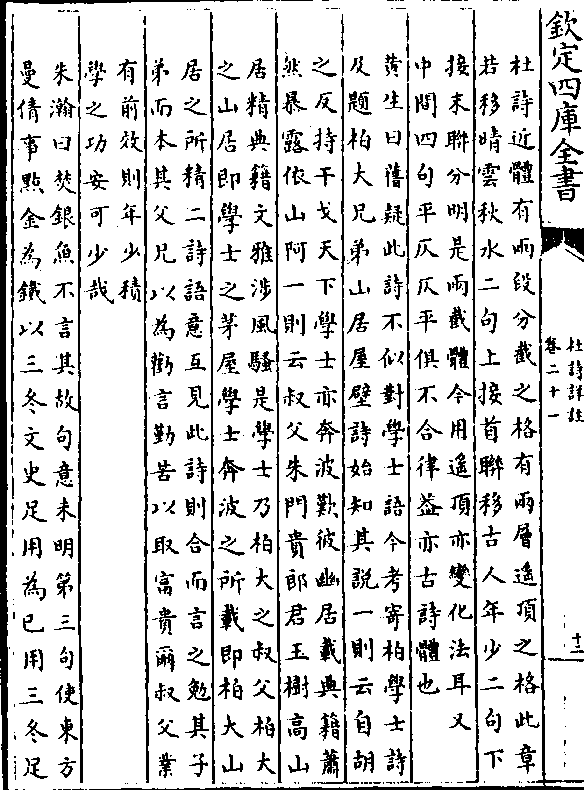 欽定四庫全書
杜詩詳註
卷二十一
十二
杜詩近體有兩段分截之格有兩層遥頂之格此章
若移晴雲秋水二句上接首聯移古人年少二句下
接末聯分明是兩截體今用遥頂亦變化法耳又
中間四句平仄仄平俱不合律葢亦古詩體也
黄生曰舊疑此詩不似對學士語今考寄柏學士詩
及題柏大兄弟山居屋壁詩始知其說一則云自胡
之反持干戈天下學士亦奔波歎彼幽居載典籍蕭
然暴露依山阿一則云叔父朱門貴郎君玉樹高山
居精典籍文雅涉風騷是學士乃柏大之叔父柏大
之山居即學士之茅屋學士奔波之所載即柏大山
居之所精二詩語意互見此詩則合而言之勉其子
弟而本其父兄以為勸言勤苦以取富貴爾叔父業
有前效則年少積
學之功安可少哉
朱瀚曰焚銀魚不言其故句意未明第三句使東方
曼倩事點金為鐵以三冬文史足用為已用三冬足